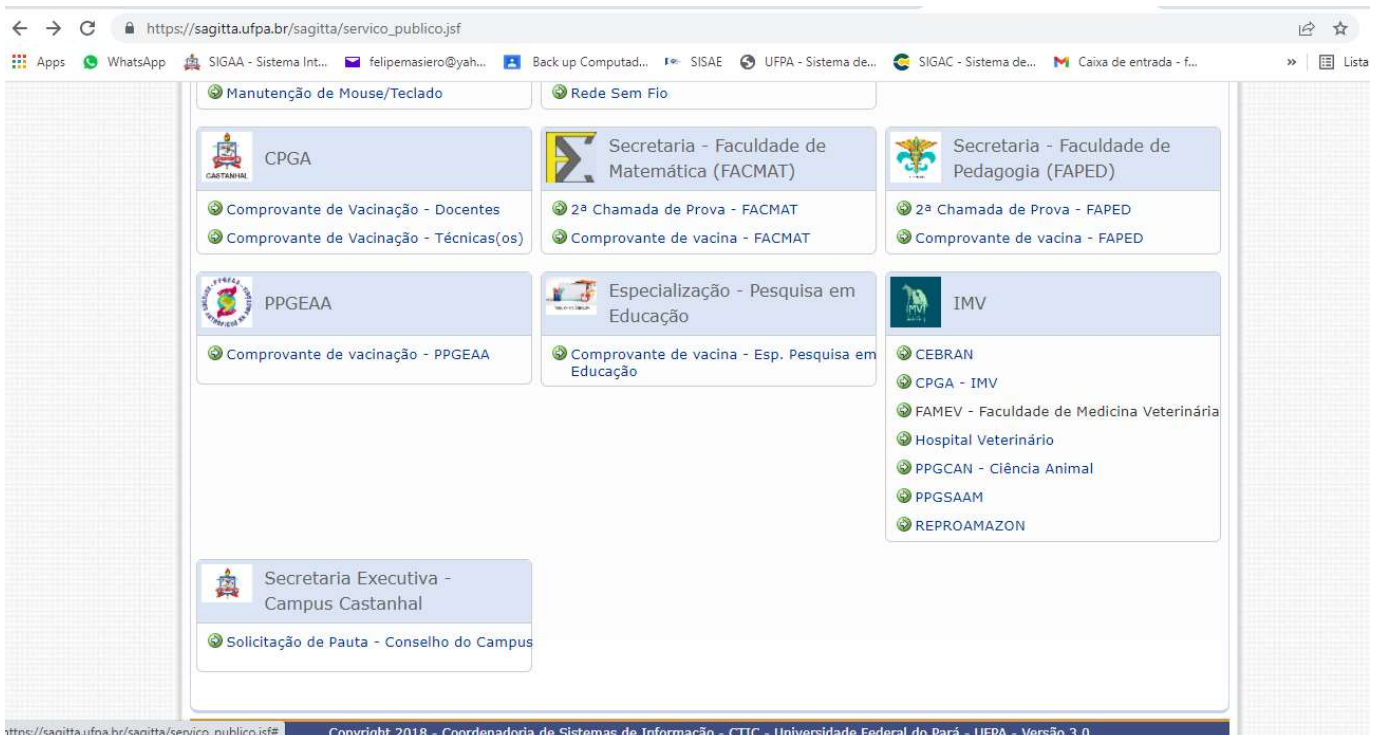 https://sagitta.ufpa.br/sagitta/servico_publico.jsf
Apps WhatsApp SIGAA - Sistema Int... felipemasiero@yah... Back up Computad... SISAE UFPA - Sistema de... SIGAC - Sistema de... Caixa de entrada - f... » Lista
Manutenção de Mouse/Teclado
Rede Sem Fio
CASTANHAL
CPGA
Comprovante de Vacinação - Docentes
Comprovante de Vacinação - Técnicas(os)
Secretaria - Faculdade de
Matemática (FACMAT)
2ª Chamada de Prova - FACMAT
Comprovante de vacina - FACMAT
Secretaria - Faculdade de
Pedagogia (FAPED)
2ª Chamada de Prova - FAPED
Comprovante de vacina - FAPED
PPGEAA
Comprovante de vacinação - PPGEAA
Especialização - Pesquisa em
Educação
Comprovante de vacina - Esp. Pesquisa em
Educação
IMV
IMV
CEBRAN
CPGA - IMV
FAMEV - Faculdade de Medicina Veterinária
Hospital Veterinário
PPGCAN - Ciência Animal
PPGSAAM
REPROAMAZON
Secretaria Executiva -
Campus Castanhal
Solicitação de Pauta - Conselho do Campus
https://sagitta.ufpa.br/sagitta/servico_publico.jsf#
Copyright 2018 - Coordenadoria de Sistemas de Informação - CTIC - Universidade Federal do Pará - UFPA - Versão 3.0